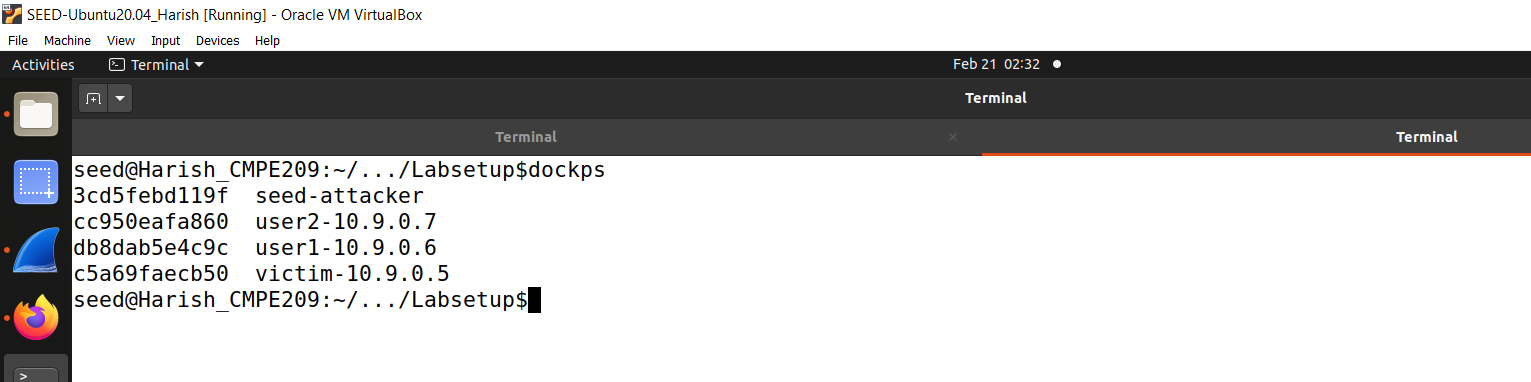 SEED-Ubuntu20.04_Harish [Running] - Oracle VM VirtualBox
File Machine View Input Devices Help
Activities Terminal Feb 21 02:32
Terminal
Terminal × Terminal
seed@Harish_CMPE209:~/.../Labsetup$dockps
3cd5febd119f  seed-attacker
cc950eafa860  user2-10.9.0.7
db8dab5e4c9c  user1-10.9.0.6
c5a69faecb50  victim-10.9.0.5
seed@Harish_CMPE209:~/.../Labsetup$